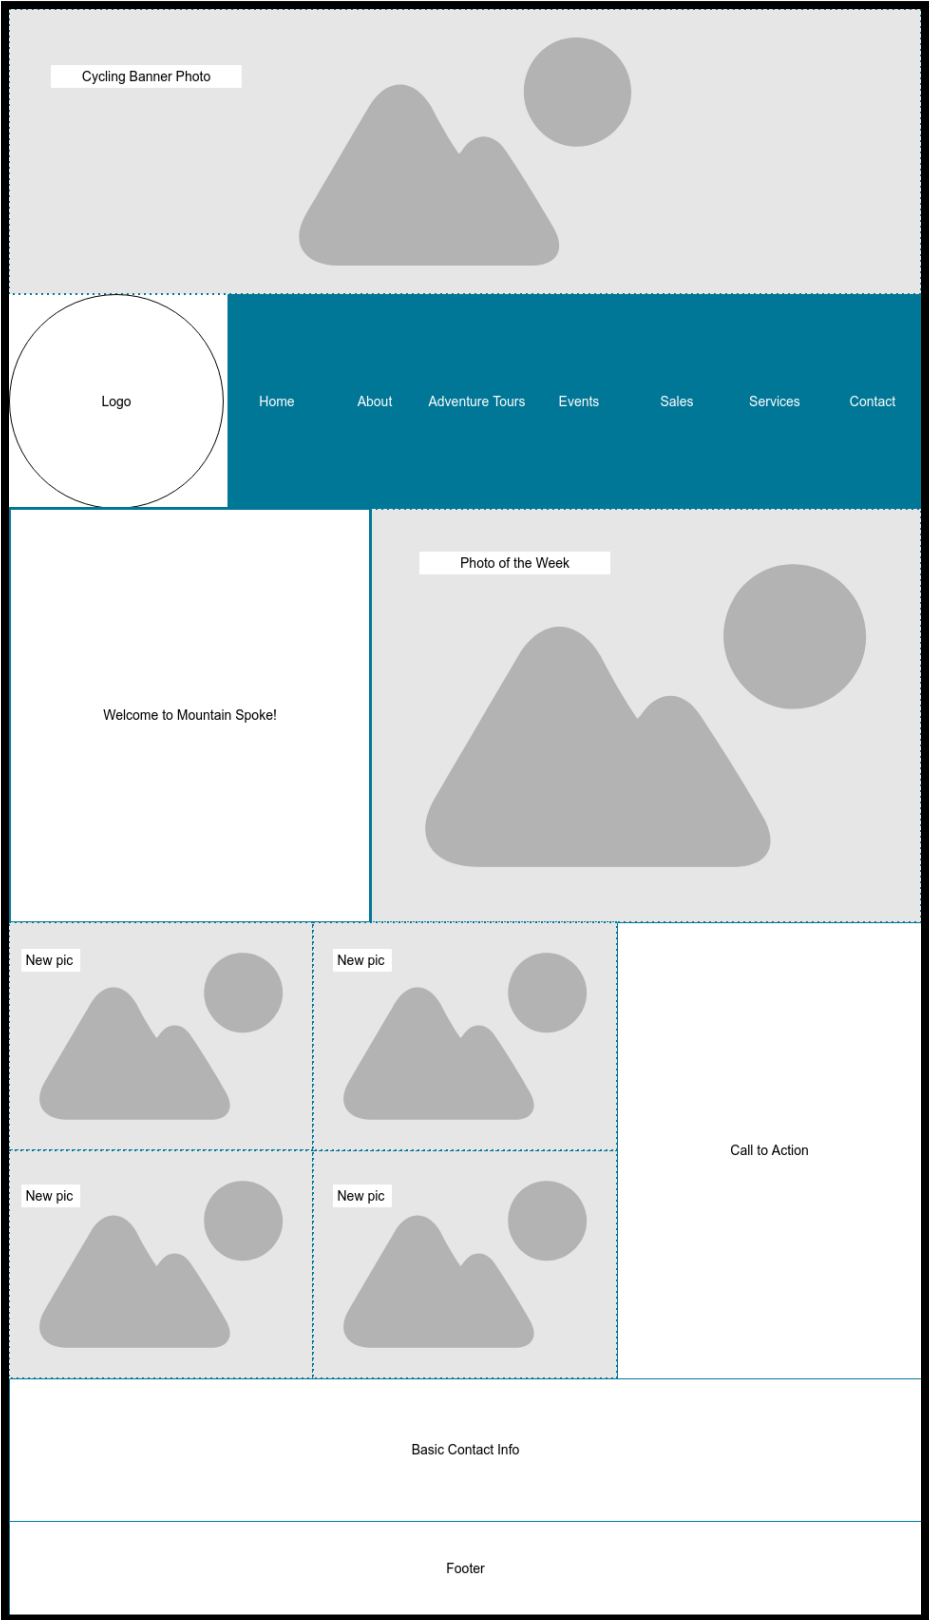 Cycling Banner Photo
Logo
Home
About
Adventure Tours
Events
Sales
Services
Contact
Welcome to Mountain Spoke!
Photo of the Week
New pic
New pic
Call to Action
New pic
New pic
Basic Contact Info
Footer